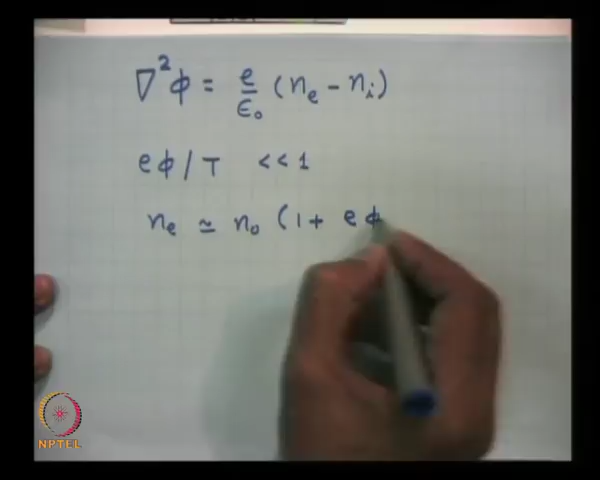 ∇²φ = e/ε₀ (nₑ - nᵢ)
eφ/T << 1
nₑ ≃ n₀ (1 + eφ
NPTEL